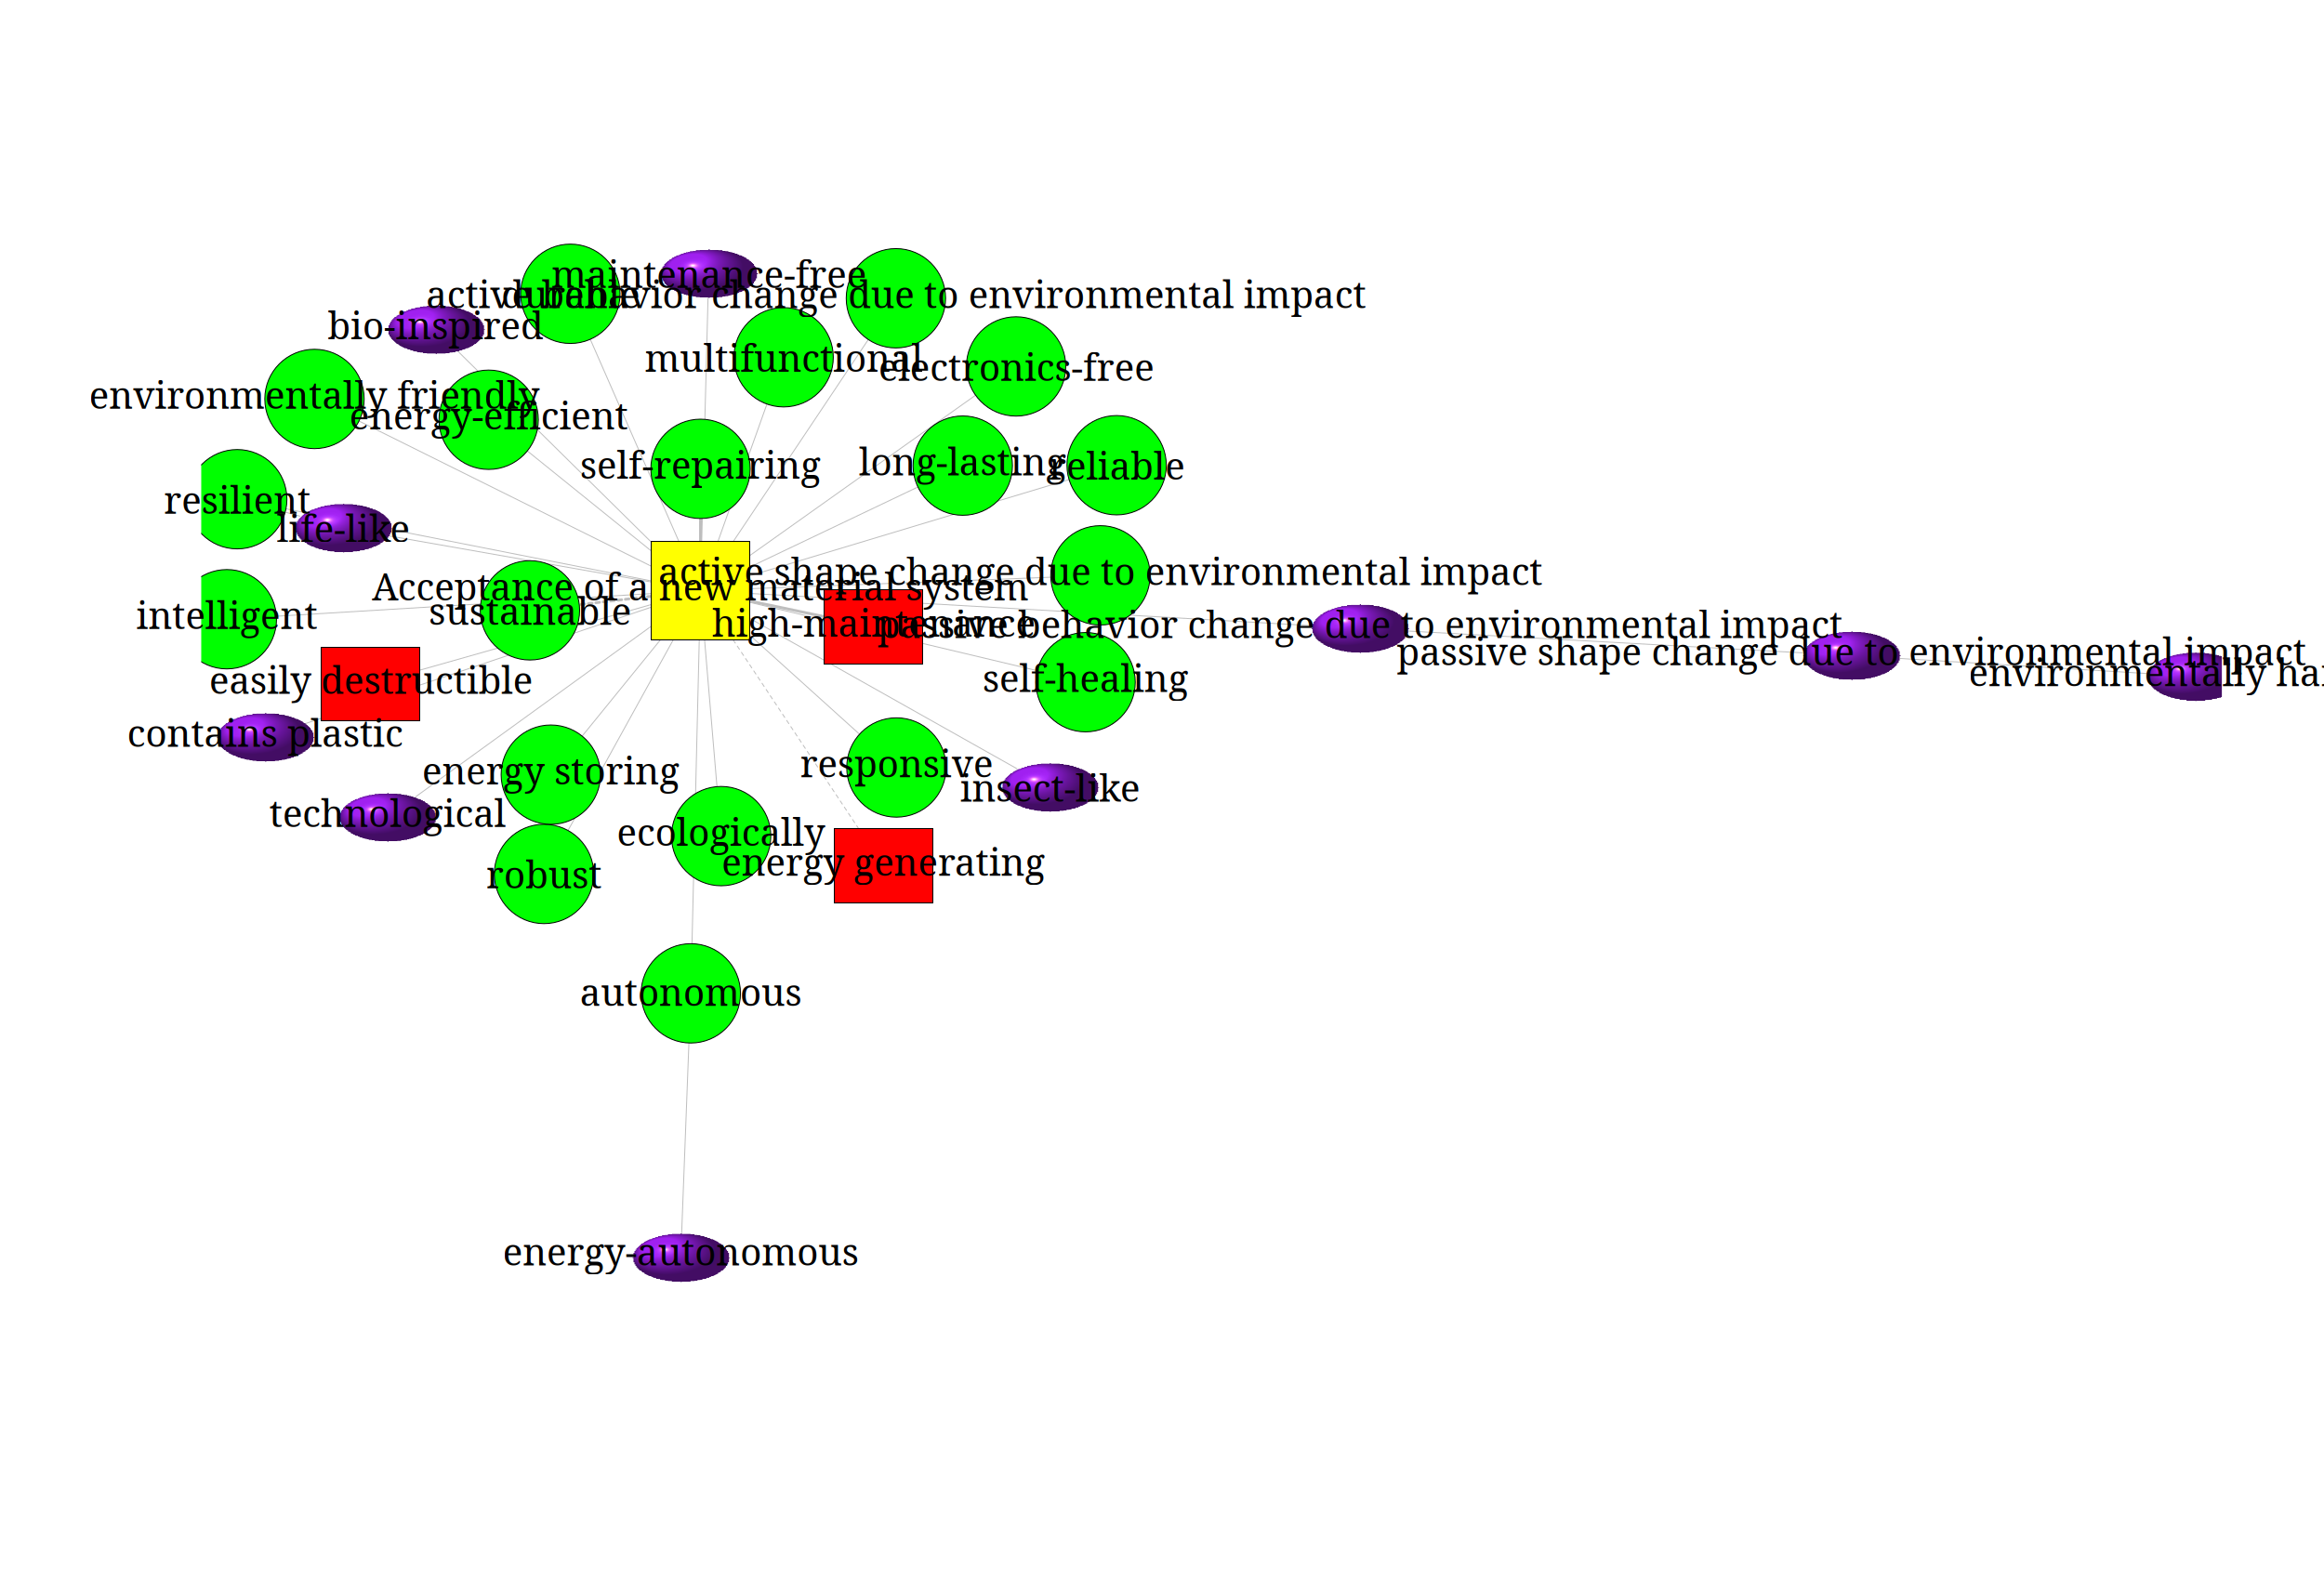 maintenance-free
durable
active behavior change due to environmental impact
bio-inspired
multifunctional
electronics-free
environmentally friendly
energy-efficient
self-repairing
long-lasting
reliable
resilient
life-like
active shape change due to environmental impact
Acceptance of a new material system
sustainable
intelligent
high-maintenance
passive behavior change due to environmental impact
passive shape change due to environmental impact
environmentally har
easily destructible
self-healing
contains plastic
energy storing
responsive
insect-like
technological
ecologically
energy generating
robust
autonomous
energy-autonomous